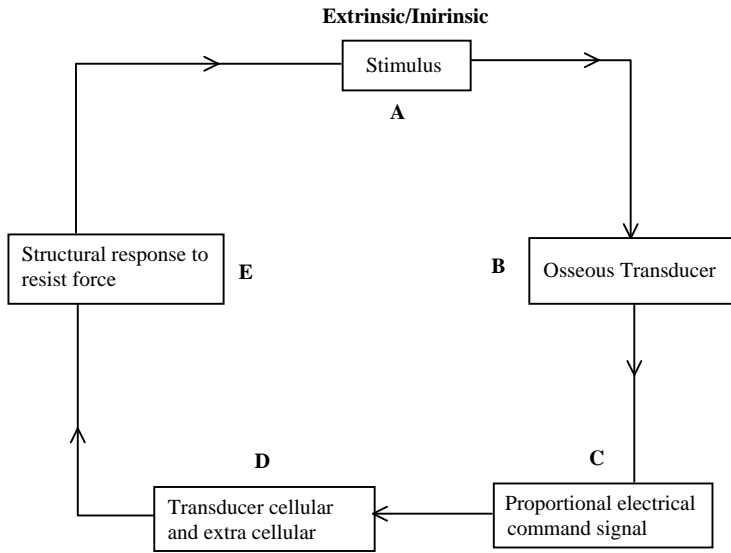 Extrinsic/Inirinsic
Stimulus
A
Structural response to
resist force
E
B
Osseous Transducer
D
C
Transducer cellular
and extra cellular
Proportional electrical
command signal